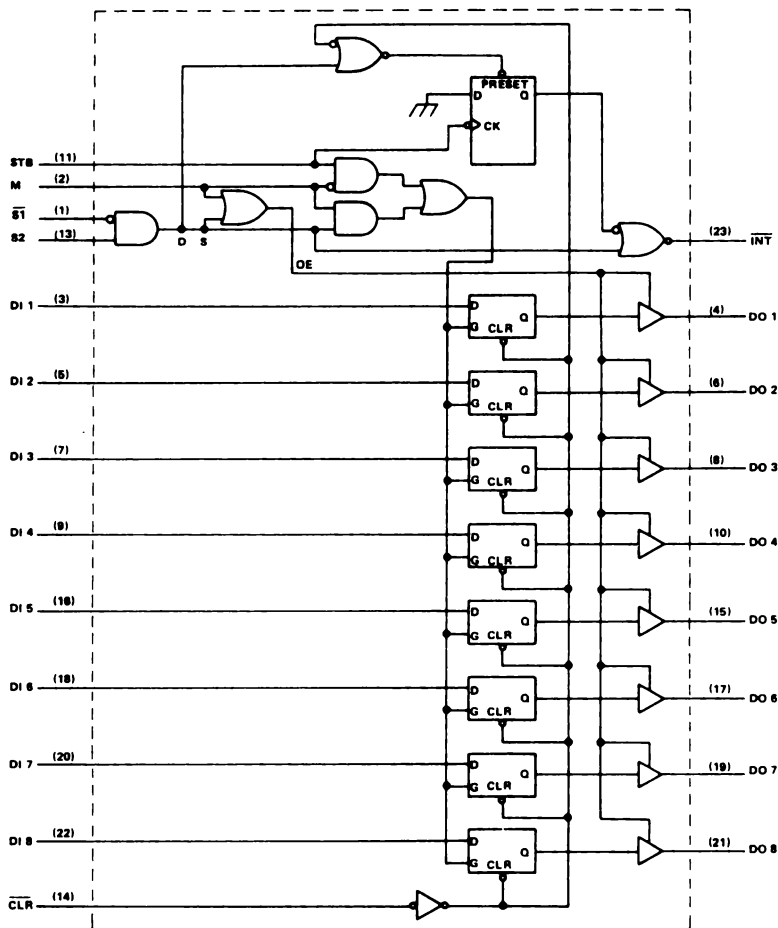 PRESET
D Q
CK
STB (11)
M (2)
S̅1̅ (1)
S2 (13)
D S
OE
(23) I̅N̅T̅
DI 1 (3) D Q (4) DO 1
G CLR
DI 2 (5) D Q (6) DO 2
G CLR
DI 3 (7) D Q (8) DO 3
G CLR
DI 4 (9) D Q (10) DO 4
G CLR
DI 5 (16) D Q (15) DO 5
G CLR
DI 6 (18) D Q (17) DO 6
G CLR
DI 7 (20) D Q (19) DO 7
G CLR
DI 8 (22) D Q (21) DO 8
G CLR
C̅L̅R̅ (14)